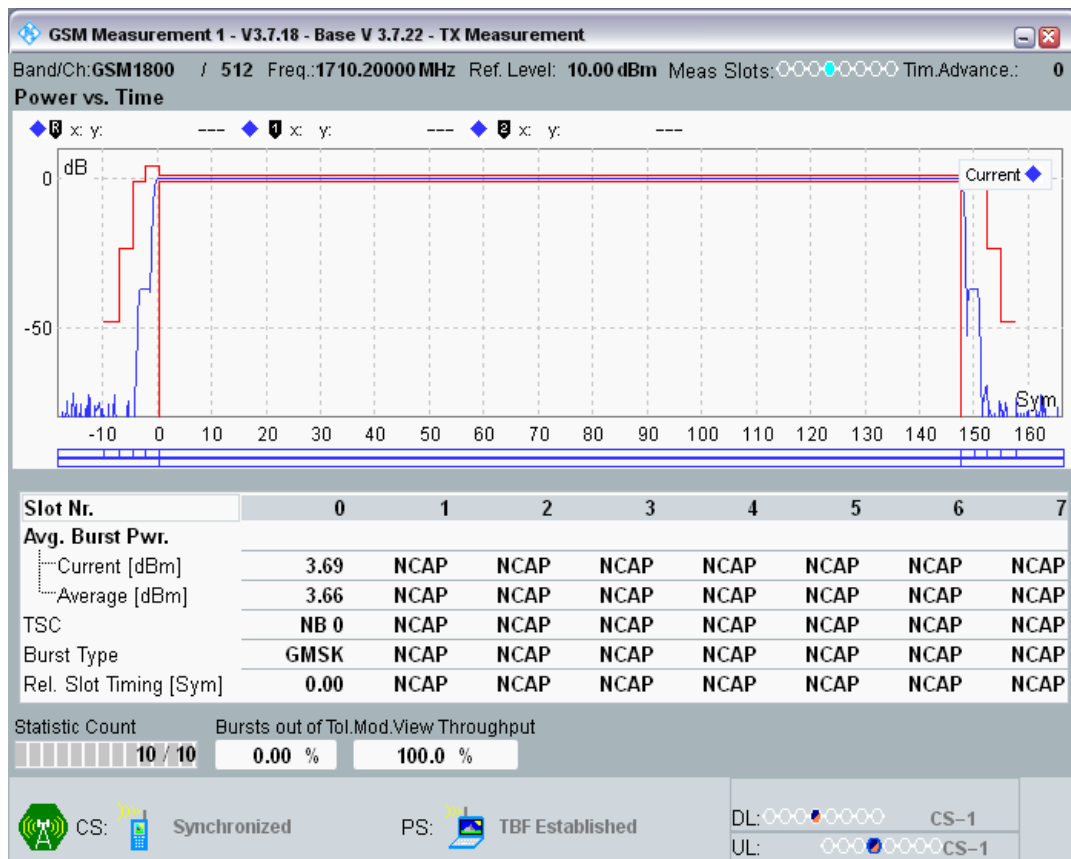 GSM Measurement 1 - V3.7.18 - Base V 3.7.22 - TX Measurement
Band/Ch:GSM1800 / 512 Freq.:1710.20000 MHz Ref. Level: 10.00 dBm Meas Slots: Tim.Advance.: 0
Power vs. Time
R x: y: --- 1 x: y: --- 2 x: y: ---
dB
Current
0
-50
Sym
-10 0 10 20 30 40 50 60 70 80 90 100 110 120 130 140 150 160
Slot Nr. 0 1 2 3 4 5 6 7
Avg. Burst Pwr.
Current [dBm] 3.69 NCAP NCAP NCAP NCAP NCAP NCAP NCAP
Average [dBm] 3.66 NCAP NCAP NCAP NCAP NCAP NCAP NCAP
TSC NB 0 NCAP NCAP NCAP NCAP NCAP NCAP NCAP
Burst Type GMSK NCAP NCAP NCAP NCAP NCAP NCAP NCAP
Rel. Slot Timing [Sym] 0.00 NCAP NCAP NCAP NCAP NCAP NCAP NCAP
Statistic Count Bursts out of Tol.Mod.View Throughput
10 / 10 0.00 % 100.0 %
CS: Synchronized PS: TBF Established
DL: CS-1
UL: CS-1